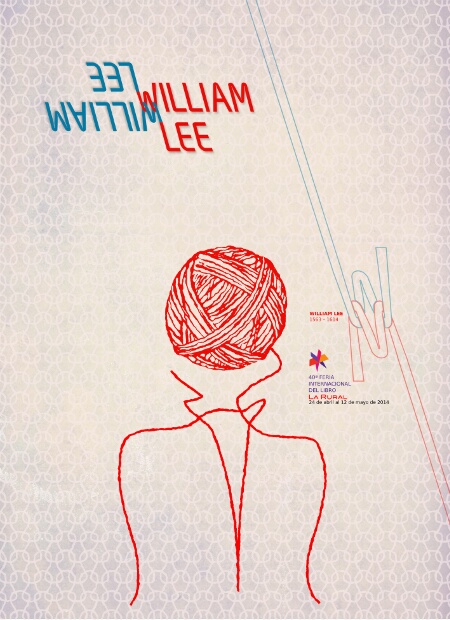 WILLIAM
LEE
WILLIAM
LEE
WILLIAM LEE
1563 - 1614
40ª FERIA
INTERNACIONAL
DEL LIBRO
LA RURAL
24 de abril al 12 de mayo de 2014